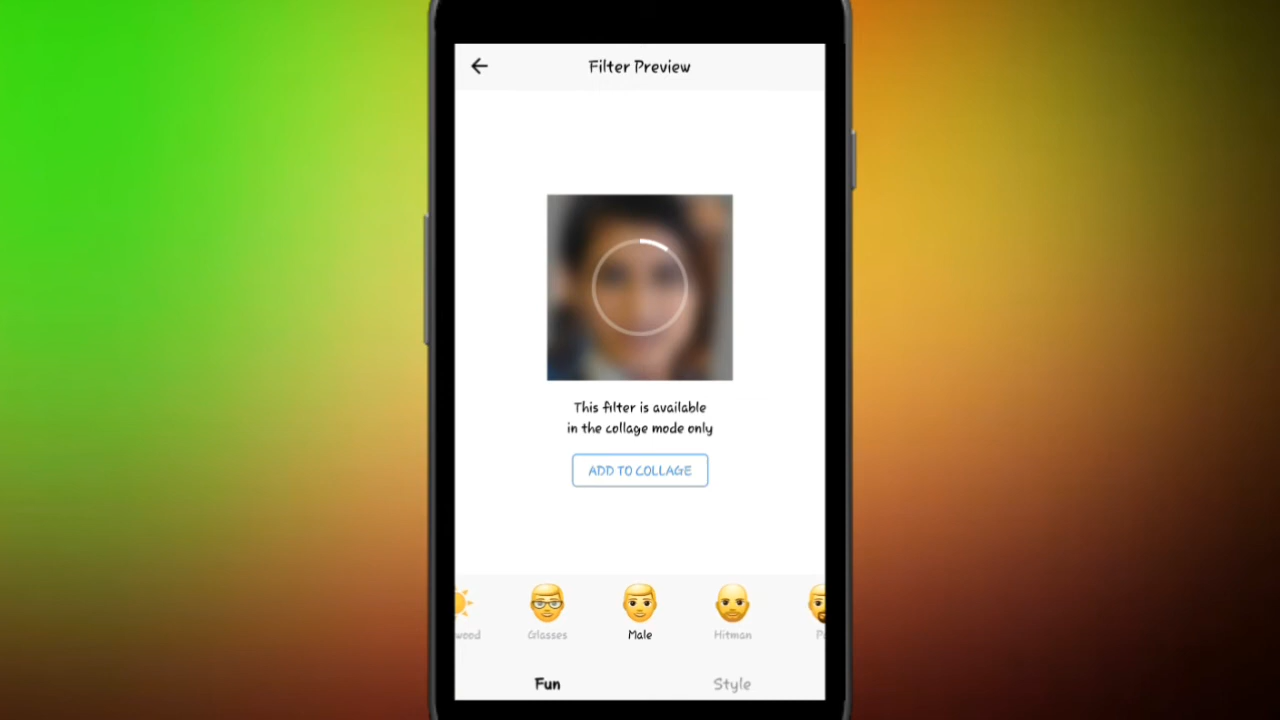 Filter Preview
This filter is available
in the collage mode only
ADD TO COLLAGE
Glasses
Male
Hitman
Fun
Style